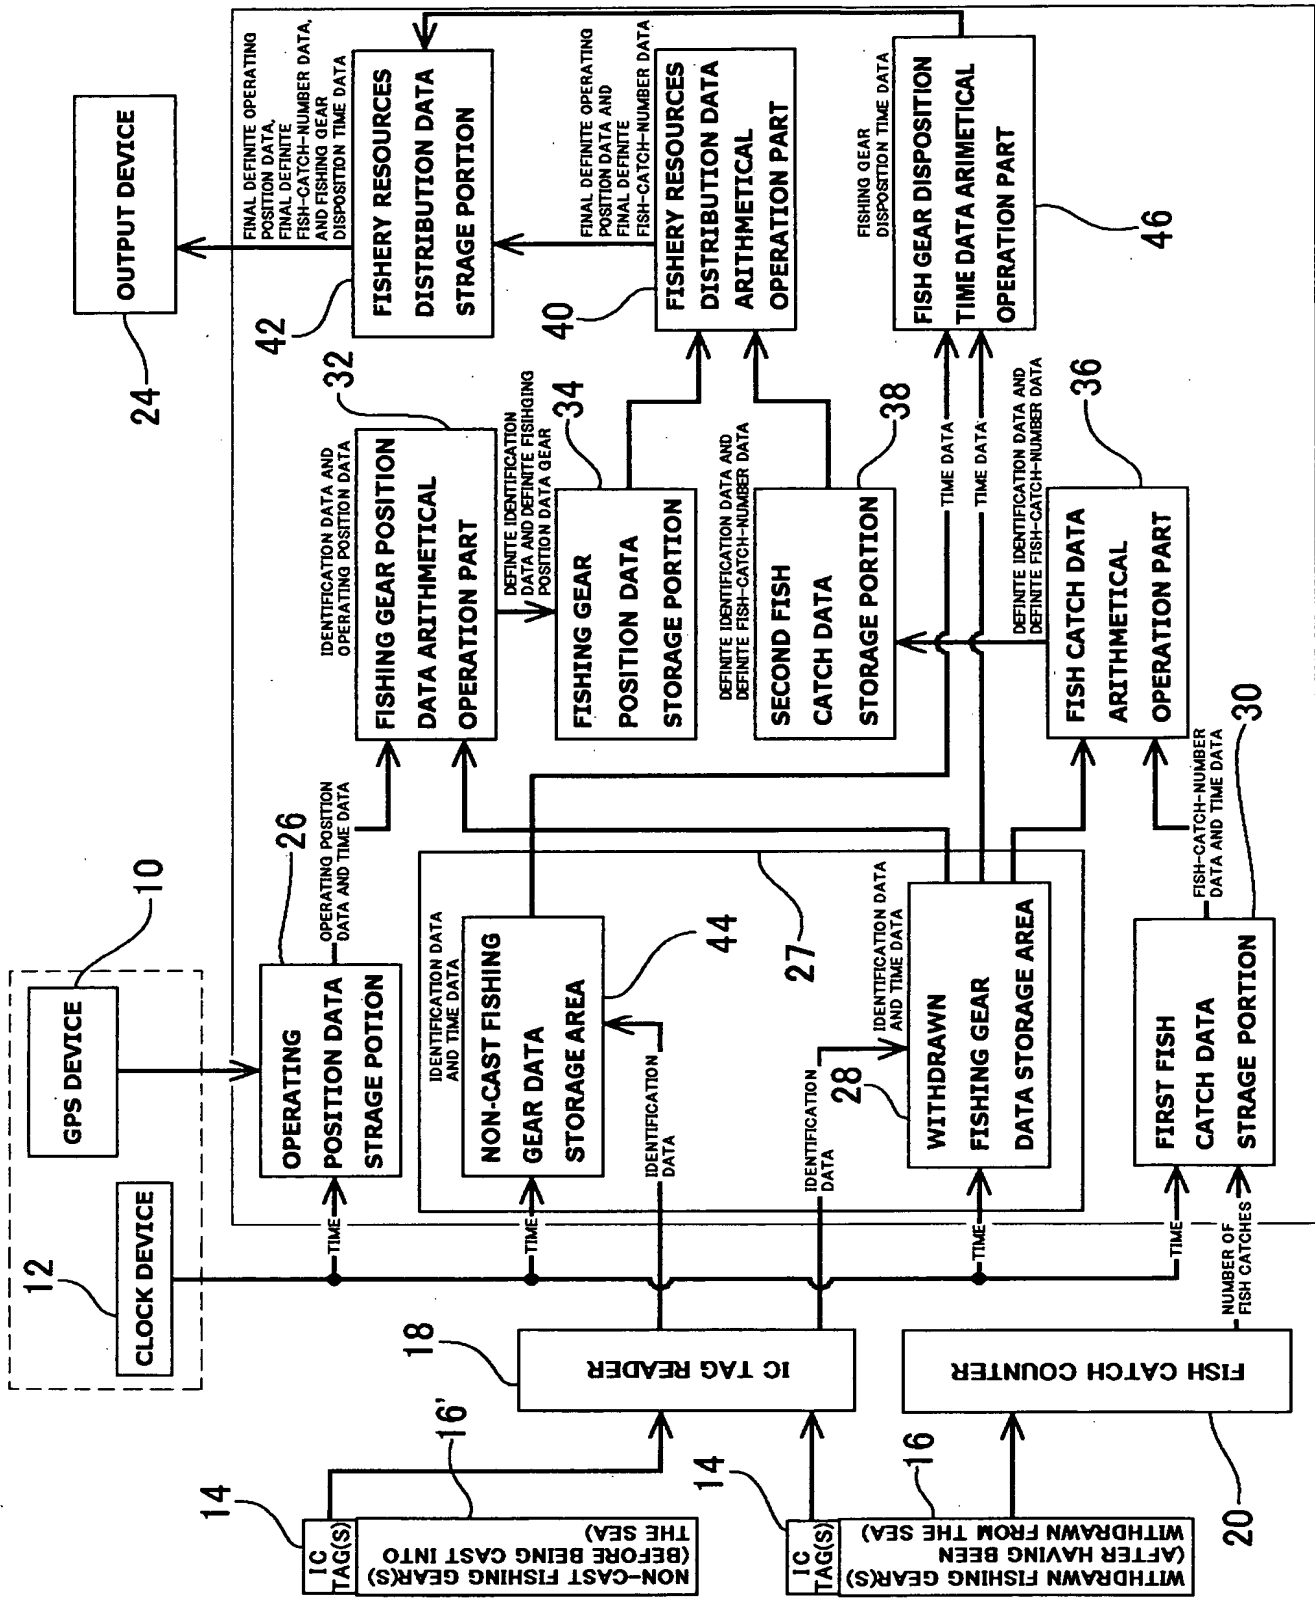 12
CLOCK DEVICE
10
GPS DEVICE
24
OUTPUT DEVICE
14
IC
TAG(S)
16'
NON-CAST FISHING GEAR(S)
(BEFORE BEING CAST INTO
THE SEA)
14
IC
TAG(S)
16
WITHDRAWN FISHING GEAR(S)
(AFTER HAVING BEEN
WITHDRAWN FROM THE SEA)
18
IC TAG READER
20
FISH CATCH COUNTER
TIME
TIME
TIME
TIME
NUMBER OF
FISH CATCHES
IDENTIFICATION
DATA
IDENTIFICATION
DATA
26
OPERATING
POSITION DATA
STRAGE POTION
OPERATING POSITION
DATA AND TIME DATA
IDENTIFICATION DATA
AND TIME DATA
NON-CAST FISHING
GEAR DATA
STORAGE AREA
44
27
28
IDENTIFICATION DATA
AND TIME DATA
WITHDRAWN
FISHING GEAR
DATA STORAGE AREA
FIRST FISH
CATCH DATA
STRAGE PORTION
30
FISH-CATCH-NUMBER
DATA AND TIME DATA
IDENTIFICATION DATA AND
OPERATING POSITION DATA
32
FISHING GEAR POSITION
DATA ARITHMETICAL
OPERATION PART
DEFINITE IDENTIFICATION
DATA AND DEFINITE FISIHGING
POSITION DATA GEAR
34
FISHING GEAR
POSITION DATA
STORAGE PORTION
DEFINITE IDENTIFICATION DATA AND
DEFINITE FISH-CATCH-NUMBER DATA
38
SECOND FISH
CATCH DATA
STORAGE PORTION
TIME DATA
TIME DATA
DEFINITE IDENTIFICATION DATA AND
DEFINITE FISH-CATCH-NUMBER DATA
36
FISH CATCH DATA
ARITHMETICAL
OPERATION PART
FINAL DEFINITE OPERATING
POSITION DATA,
FINAL DEFINITE
FISH-CATCH-NUMBER DATA,
AND FISHING GEAR
DISPOSITION TIME DATA
42
FISHERY RESOURCES
DISTRIBUTION DATA
STRAGE PORTION
FINAL DEFINITE OPERATING
POSITION DATA AND
FINAL DEFINITE
FISH-CATCH-NUMBER DATA
40
FISHERY RESOURCES
DISTRIBUTION DATA
ARITHMETICAL
OPERATION PART
FISHING GEAR
DISPOSITION TIME DATA
FISH GEAR DISPOSITION
TIME DATA ARIMETICAL
OPERATION PART
46